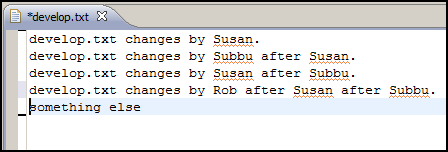 *develop.txt
develop.txt changes by Susan.
develop.txt changes by Subbu after Susan.
develop.txt changes by Susan after Subbu.
develop.txt changes by Rob after Susan after Subbu.
something else